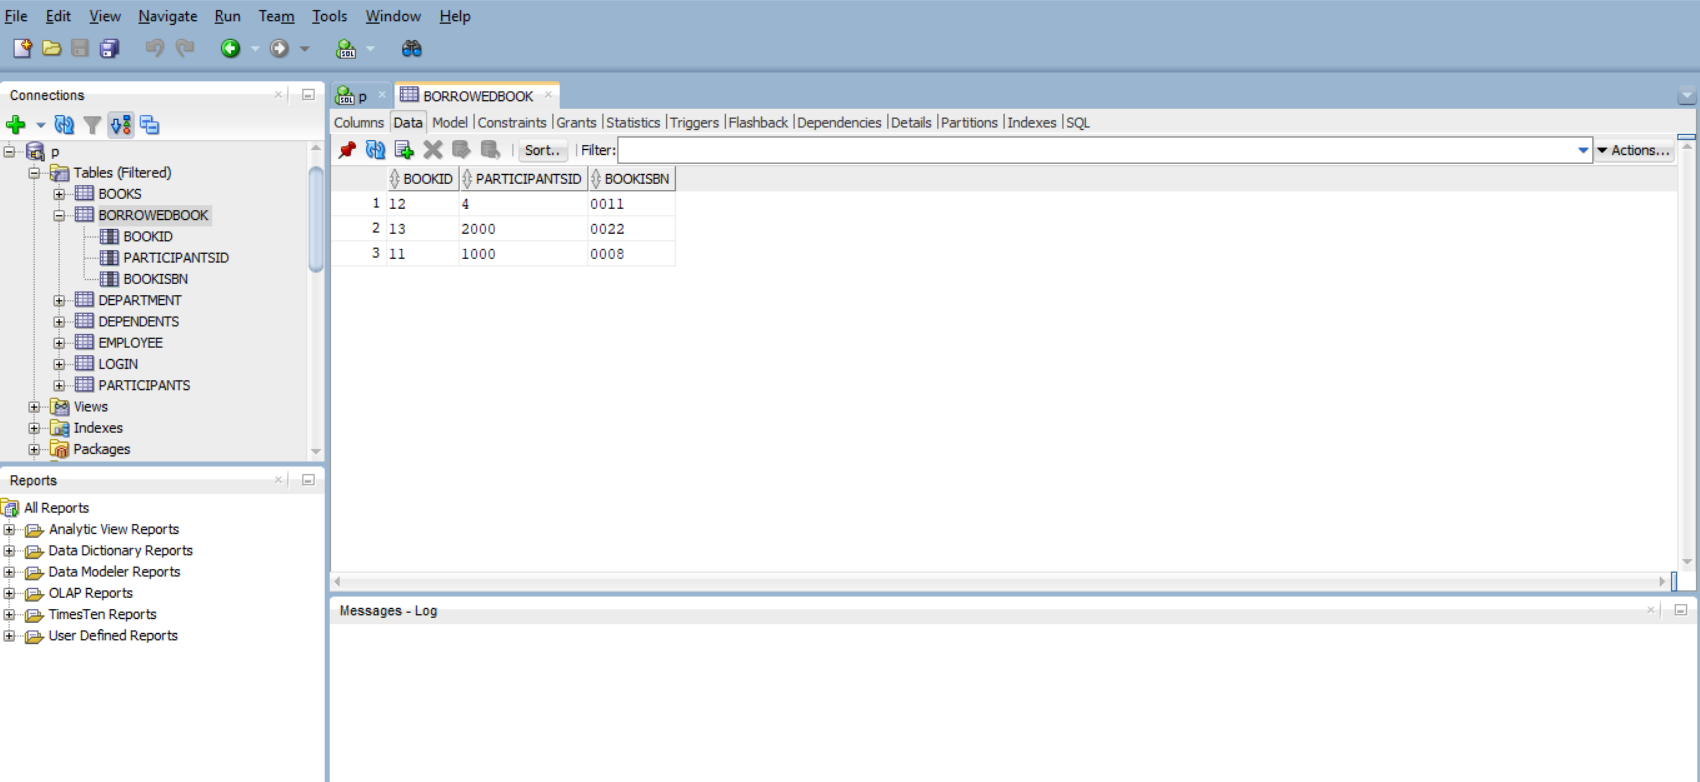 File Edit View Navigate Run Team Tools Window Help
SQL
Connections
p
Tables (Filtered)
BOOKS
BORROWEDBOOK
BOOKID
PARTICIPANTSID
BOOKISBN
DEPARTMENT
DEPENDENTS
EMPLOYEE
LOGIN
PARTICIPANTS
Views
Indexes
Packages
Reports
All Reports
Analytic View Reports
Data Dictionary Reports
Data Modeler Reports
OLAP Reports
TimesTen Reports
User Defined Reports
SQL p BORROWEDBOOK
Columns Data Model | Constraints | Grants | Statistics | Triggers | Flashback | Dependencies | Details | Partitions | Indexes | SQL
Sort.. Filter: Actions...
BOOKID PARTICIPANTSID BOOKISBN
1 12 4 0011
2 13 2000 0022
3 11 1000 0008
Messages - Log